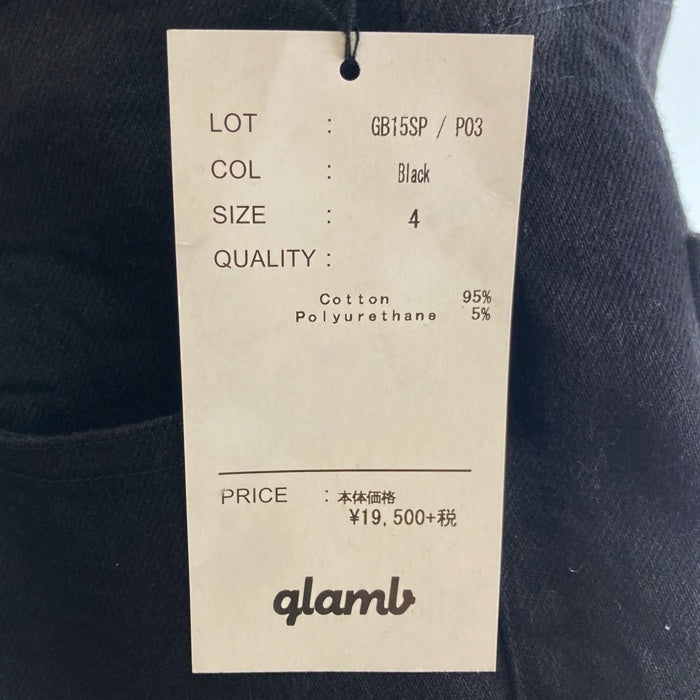 LOT : GB15SP / P03
COL : Black
SIZE : 4
QUALITY :
Cotton 95%
Polyurethane 5%
PRICE : 本体価格
¥19,500+税
glamb